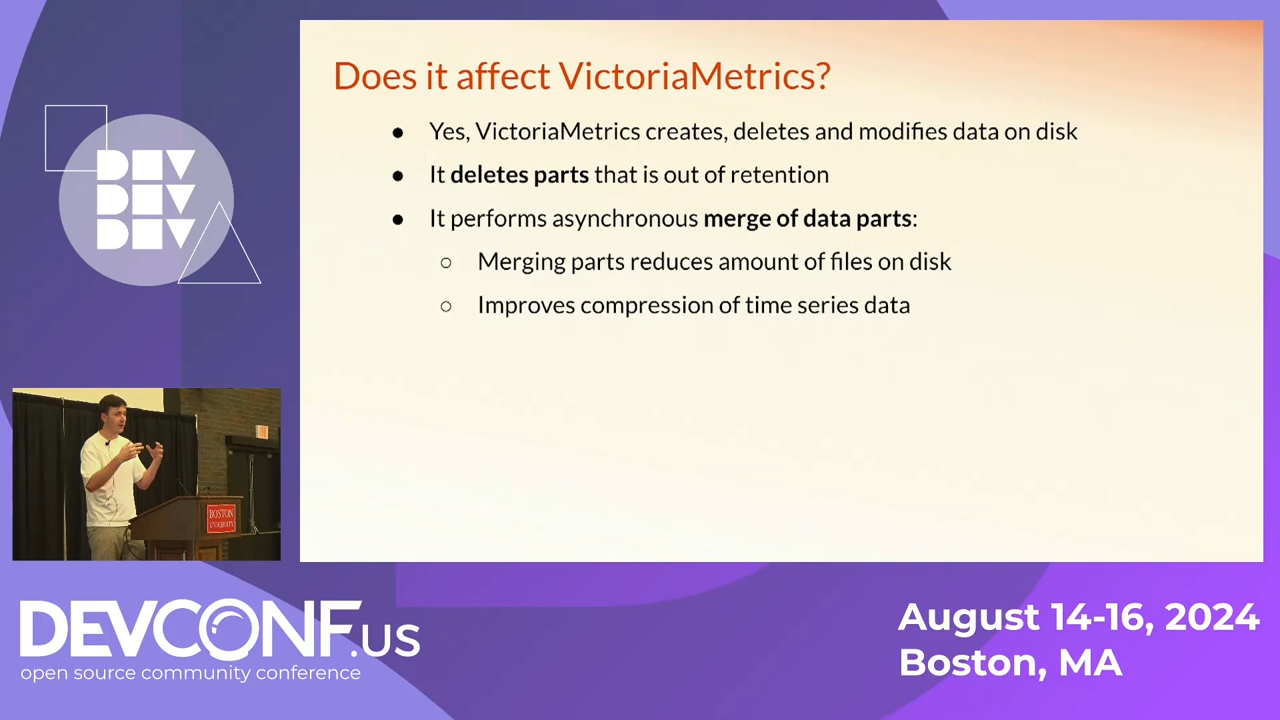 Does it affect VictoriaMetrics?
● Yes, VictoriaMetrics creates, deletes and modifies data on disk
● It deletes parts that is out of retention
● It performs asynchronous merge of data parts:
○ Merging parts reduces amount of files on disk
○ Improves compression of time series data
DEV
DEV
DEV
BOSTON
UNIVERSITY
DEVCONF.US
open source community conference
August 14-16, 2024
Boston, MA